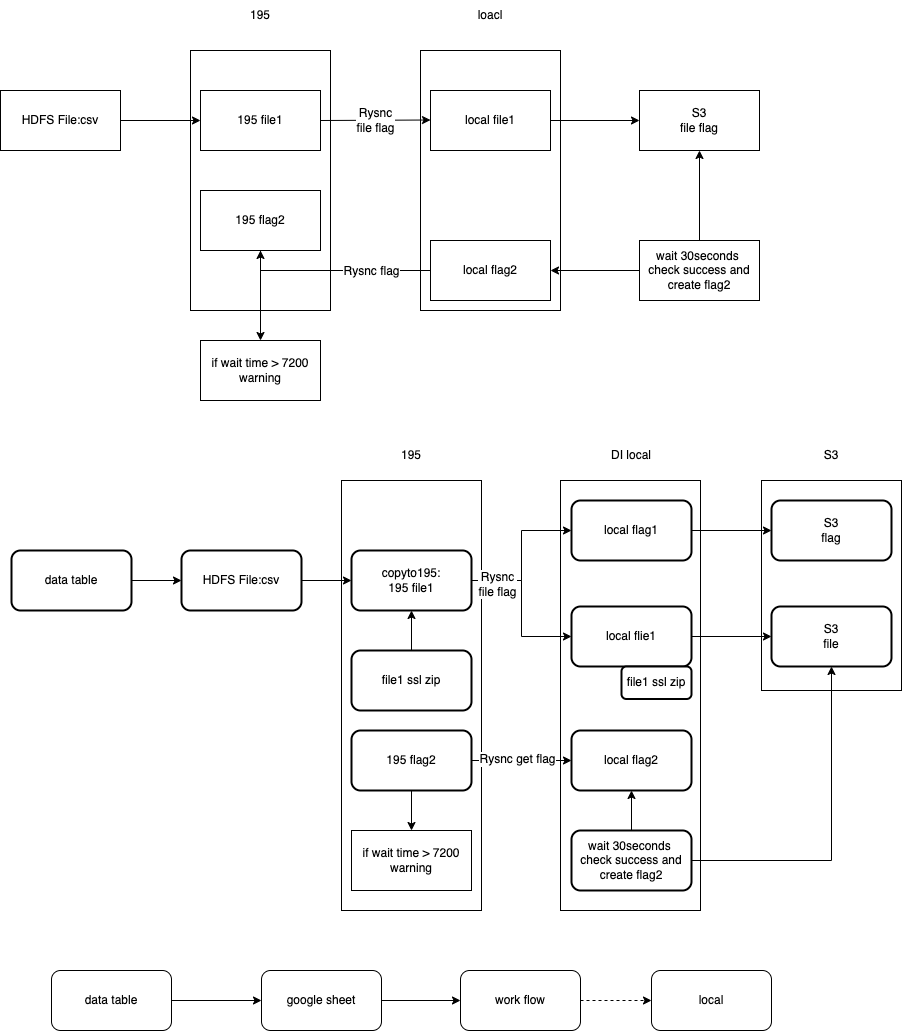 195
loacl
HDFS File:csv
195 file1
Rysnc
file flag
local file1
S3
file flag
195 flag2
Rysnc flag
local flag2
wait 30seconds
check success and
create flag2
if wait time > 7200
warning
195
DI local
S3
data table
HDFS File:csv
copyto195:
195 file1
Rysnc
file flag
local flag1
S3
flag
local flie1
S3
file
file1 ssl zip
file1 ssl zip
195 flag2
Rysnc get flag
local flag2
if wait time > 7200
warning
wait 30seconds
check success and
create flag2
data table
google sheet
work flow
local